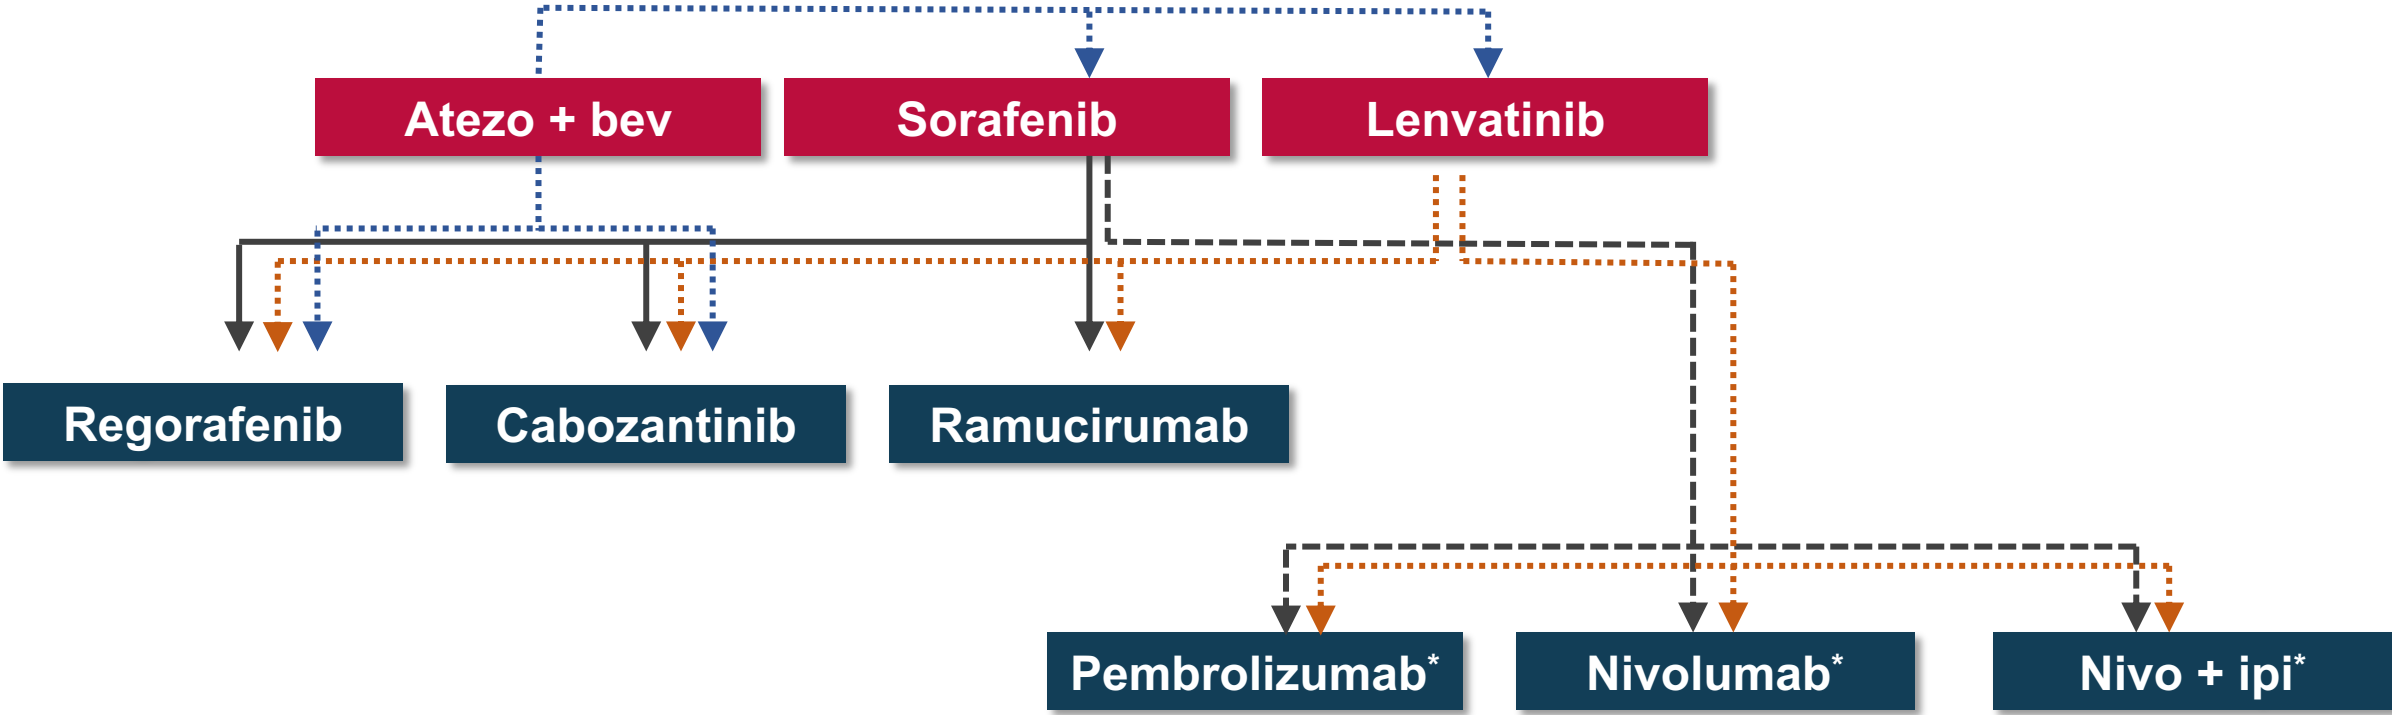 Atezo + bev
Sorafenib
Lenvatinib
Regorafenib
Cabozantinib
Ramucirumab
Pembrolizumab*
Nivolumab*
Nivo + ipi*